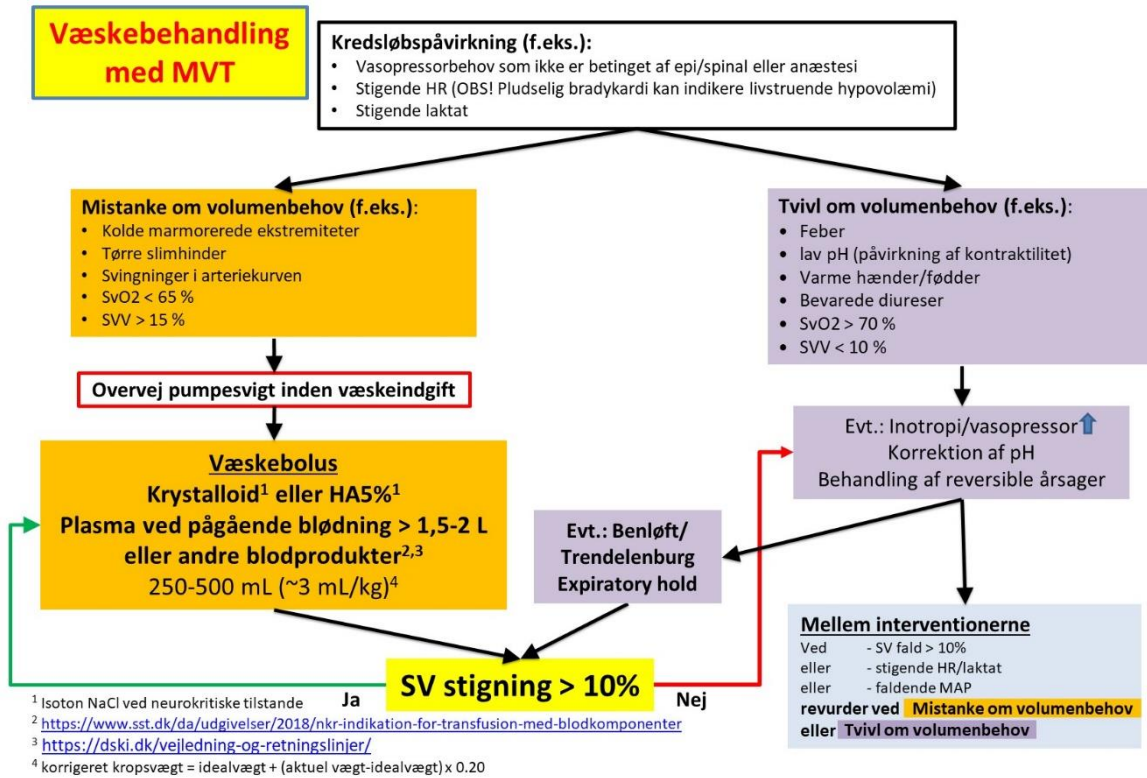 Væskebehandling
med MVT
Kredsløbspåvirkning (f.eks.):
• Vasopressorbehov som ikke er betinget af epi/spinal eller anæstesi
• Stigende HR (OBS! Pludselig bradykardi kan indikere livstruende hypovolæmi)
• Stigende laktat
Mistanke om volumenbehov (f.eks.):
• Kolde marmorerede ekstremiteter
• Tørre slimhinder
• Svingninger i arteriekurven
• SvO2 < 65 %
• SVV > 15 %
Tvivl om volumenbehov (f.eks.):
• Feber
• lav pH (påvirkning af kontraktilitet)
• Varme hænder/fødder
• Bevarede diureser
• SvO2 > 70 %
• SVV < 10 %
Overvej pumpesvigt inden væskeindgift
Væskebolus
Krystalloid¹ eller HA5%¹
Plasma ved pågående blødning > 1,5-2 L
eller andre blodprodukter²,³
250-500 mL (~3 mL/kg)⁴
Evt.: Inotropi/vasopressor
Korrektion af pH
Behandling af reversible årsager
Evt.: Benløft/
Trendelenburg
Expiratory hold
Mellem interventionerne
Ved - SV fald > 10%
eller - stigende HR/laktat
eller - faldende MAP
revurder ved Mistanke om volumenbehov
eller Tvivl om volumenbehov
Ja
SV stigning > 10%
Nej
¹ Isoton NaCl ved neurokritiske tilstande
² https://www.sst.dk/da/udgivelser/2018/nkr-indikation-for-transfusion-med-blodkomponenter
³ https://dski.dk/vejledning-og-retningslinjer/
⁴ korrigeret kropsvægt = idealvægt + (aktuel vægt-idealvægt) x 0.20